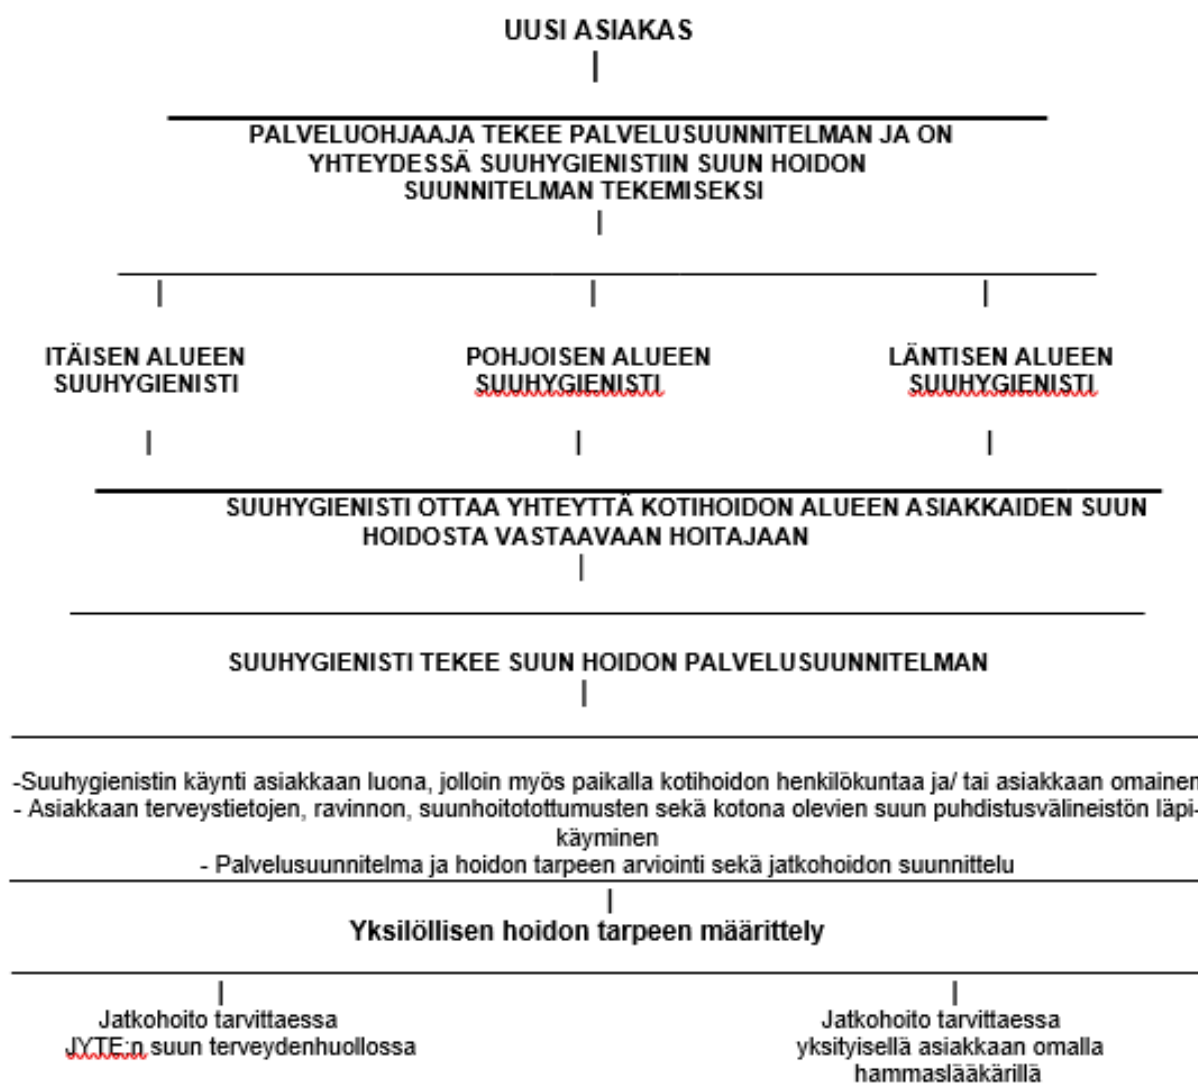 UUSI ASIAKAS
PALVELUOHJAAJA TEKEE PALVELUSUUNNITELMAN JA ON
YHTEYDESSÄ SUUHYGIENISTIIN SUUN HOIDON
SUUNNITELMAN TEKEMISEKSI
ITÄISEN ALUEEN
SUUHYGIENISTI
POHJOISEN ALUEEN
SUUHYGIENISTI
LÄNTISEN ALUEEN
SUUHYGIENISTI
SUUHYGIENISTI OTTAA YHTEYTTÄ KOTIHOIDON ALUEEN ASIAKKAIDEN SUUN
HOIDOSTA VASTAAVAAN HOITAJAAN
SUUHYGIENISTI TEKEE SUUN HOIDON PALVELUSUUNNITELMAN
-Suuhygienistin käynti asiakkaan luona, jolloin myös paikalla kotihoidon henkilökuntaa ja/ tai asiakkaan omainen
- Asiakkaan terveystietojen, ravinnon, suunhoitotottumusten sekä kotona olevien suun puhdistusvälineistön läpi-
käyminen
- Palvelusuunnitelma ja hoidon tarpeen arviointi sekä jatkohoidon suunnittelu
Yksilöllisen hoidon tarpeen määrittely
Jatkohoito tarvittaessa
JYTE:n suun terveydenhuollossa
Jatkohoito tarvittaessa
yksityisellä asiakkaan omalla
hammaslääkärillä